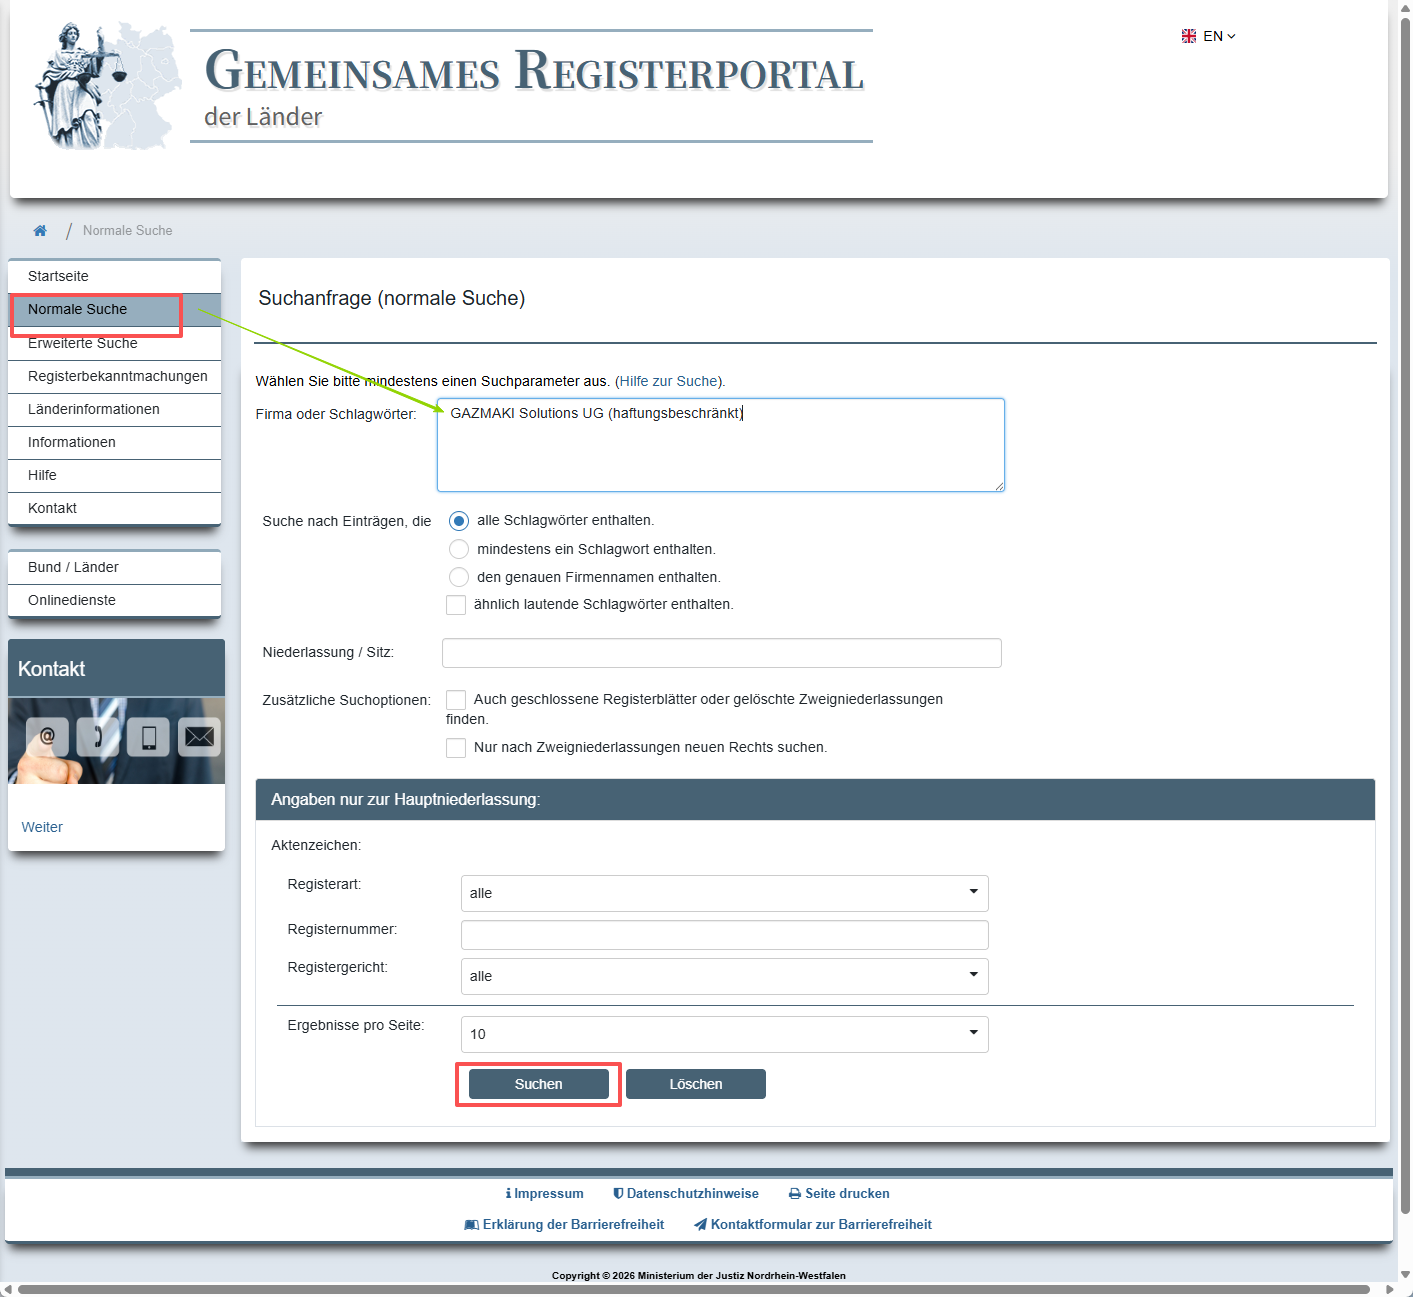 GEMEINSAMES REGISTERPORTAL
der Länder
EN
Normale Suche
Startseite
Normale Suche
Erweiterte Suche
Registerbekanntmachungen
Länderinformationen
Informationen
Hilfe
Kontakt
Bund / Länder
Onlinedienste
Kontakt
@
Weiter
Suchanfrage (normale Suche)
Wählen Sie bitte mindestens einen Suchparameter aus. (Hilfe zur Suche).
Firma oder Schlagwörter: GAZMAKI Solutions UG (haftungsbeschränkt)
Suche nach Einträgen, die alle Schlagwörter enthalten.
mindestens ein Schlagwort enthalten.
den genauen Firmennamen enthalten.
ähnlich lautende Schlagwörter enthalten.
Niederlassung / Sitz:
Zusätzliche Suchoptionen: Auch geschlossene Registerblätter oder gelöschte Zweigniederlassungen
finden.
Nur nach Zweigniederlassungen neuen Rechts suchen.
Angaben nur zur Hauptniederlassung:
Aktenzeichen:
Registerart: alle
Registernummer:
Registergericht: alle
Ergebnisse pro Seite: 10
Suchen Löschen
Impressum Datenschutzhinweise Seite drucken
Erklärung der Barrierefreiheit Kontaktformular zur Barrierefreiheit
Copyright © 2026 Ministerium der Justiz Nordrhein-Westfalen